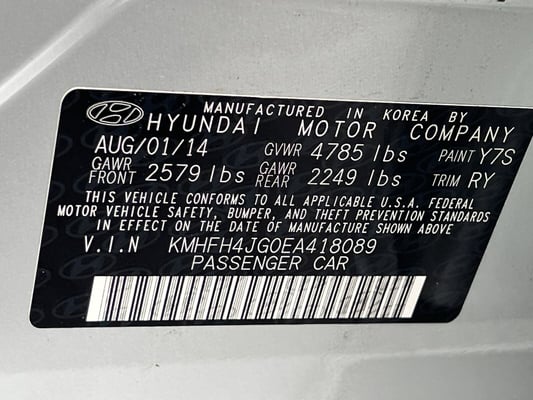 MANUFACTURED IN KOREA BY
HYUNDAI MOTOR COMPANY
AUG/01/14 GVWR 4785 lbs PAINT Y7S
GAWR FRONT 2579 lbs GAWR REAR 2249 lbs TRIM RY
THIS VEHICLE CONFORMS TO ALL APPLICABLE U.S.A. FEDERAL
MOTOR VEHICLE SAFETY, BUMPER, AND THEFT PREVENTION STANDARDS
IN EFFECT ON THE DATE OF MANUFACTURE SHOWN ABOVE
V.I.N KMHFH4JG0EA418089
PASSENGER CAR